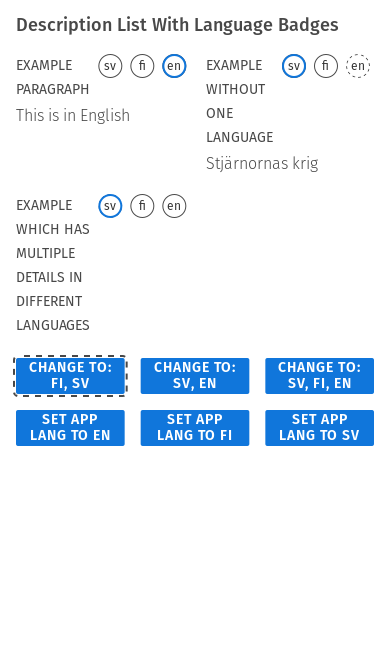 Description List With Language Badges
EXAMPLE sv fi en
PARAGRAPH
This is in English
EXAMPLE sv fi en
WITHOUT
ONE
LANGUAGE
Stjärnornas krig
EXAMPLE sv fi en
WHICH HAS
MULTIPLE
DETAILS IN
DIFFERENT
LANGUAGES
CHANGE TO:
FI, SV
CHANGE TO:
SV, EN
CHANGE TO:
SV, FI, EN
SET APP
LANG TO EN
SET APP
LANG TO FI
SET APP
LANG TO SV